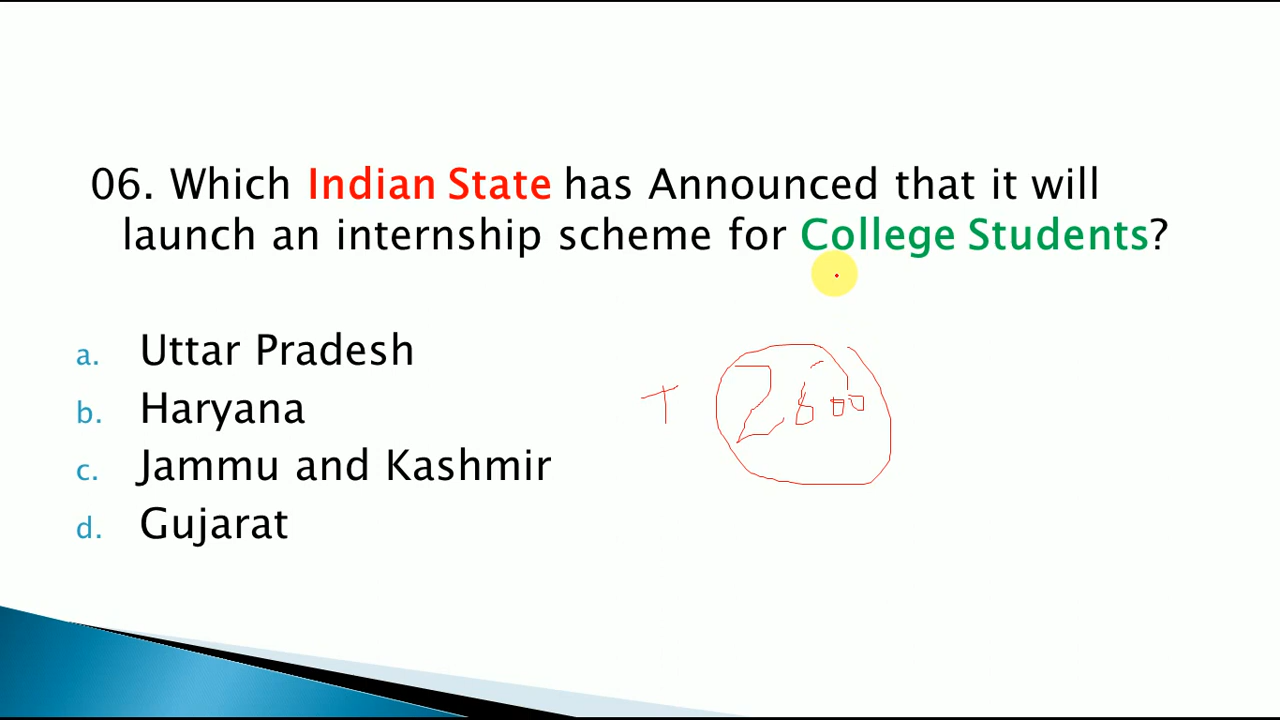 06. Which Indian State has Announced that it will
launch an internship scheme for College Students?
a. Uttar Pradesh
b. Haryana
c. Jammu and Kashmir
d. Gujarat